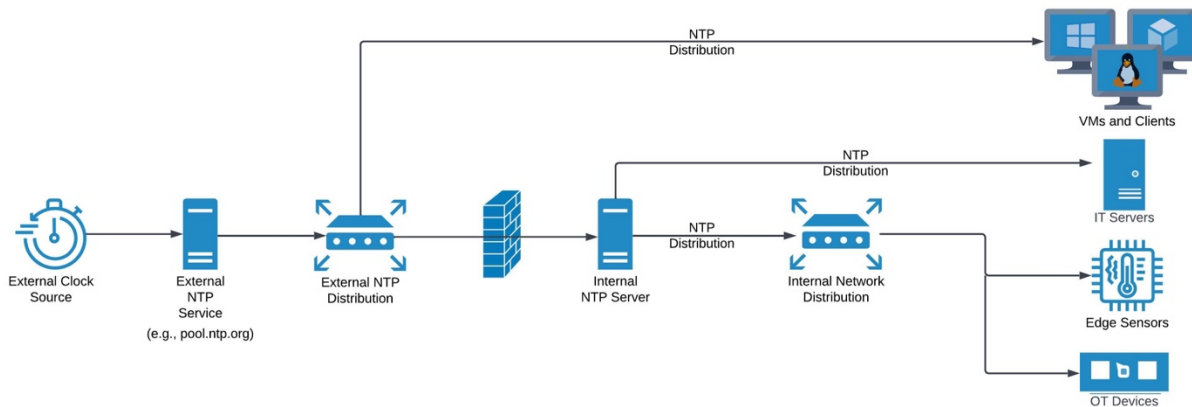 NTP
Distribution
VMs and Clients
NTP
Distribution
IT Servers
NTP
Distribution
External Clock
Source
External
NTP
Service
(e.g., pool.ntp.org)
External NTP
Distribution
Internal
NTP Server
Internal Network
Distribution
Edge Sensors
OT Devices